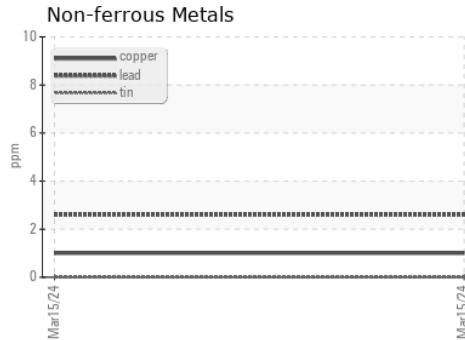 Non-ferrous Metals
10
copper
lead
tin
8
6
ppm
4
2
0
Mar15/24
Mar15/24